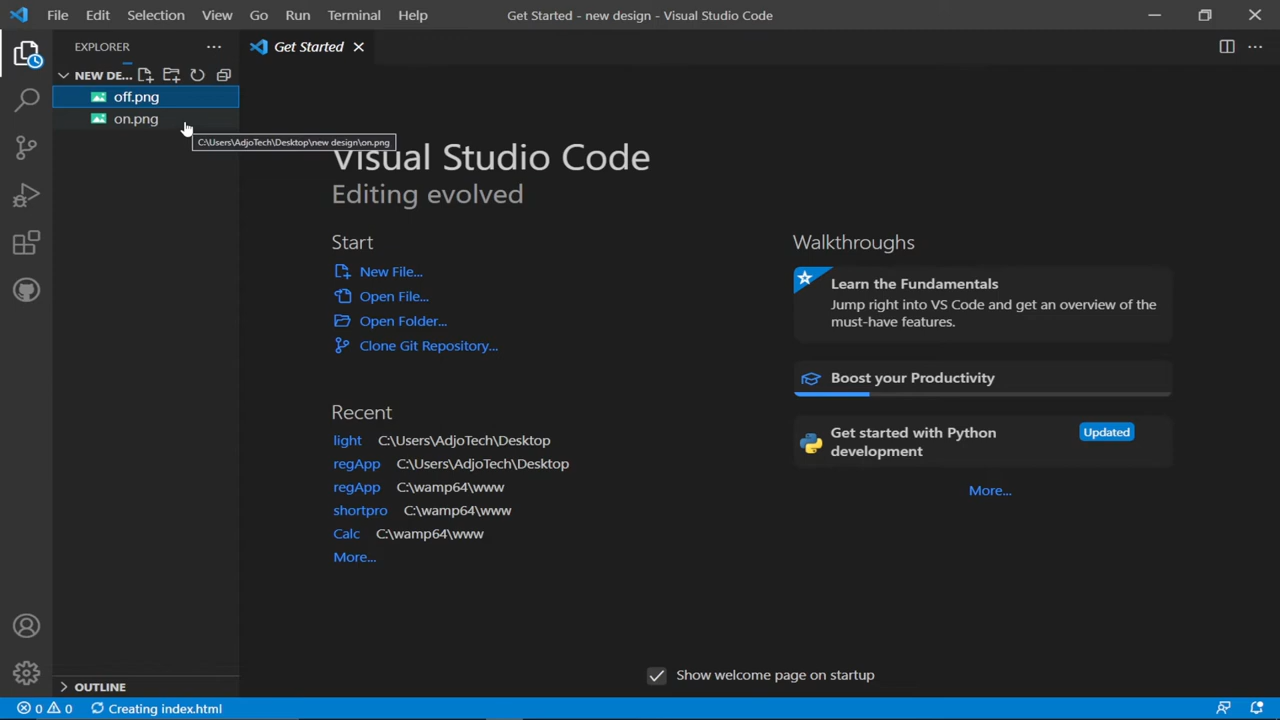 File Edit Selection View Go Run Terminal Help
Get Started - new design - Visual Studio Code
EXPLORER
Get Started
NEW DE...
off.png
on.png
C:\Users\AdjoTech\Desktop\new design\on.png
Visual Studio Code
Editing evolved
Start
New File...
Open File...
Open Folder...
Clone Git Repository...
Recent
light C:\Users\AdjoTech\Desktop
regApp C:\Users\AdjoTech\Desktop
regApp C:\wamp64\www
shortpro C:\wamp64\www
Calc C:\wamp64\www
More...
Walkthroughs
Learn the Fundamentals
Jump right into VS Code and get an overview of the
must-have features.
Boost your Productivity
Get started with Python
development
Updated
More...
Show welcome page on startup
OUTLINE
0 0 Creating index.html